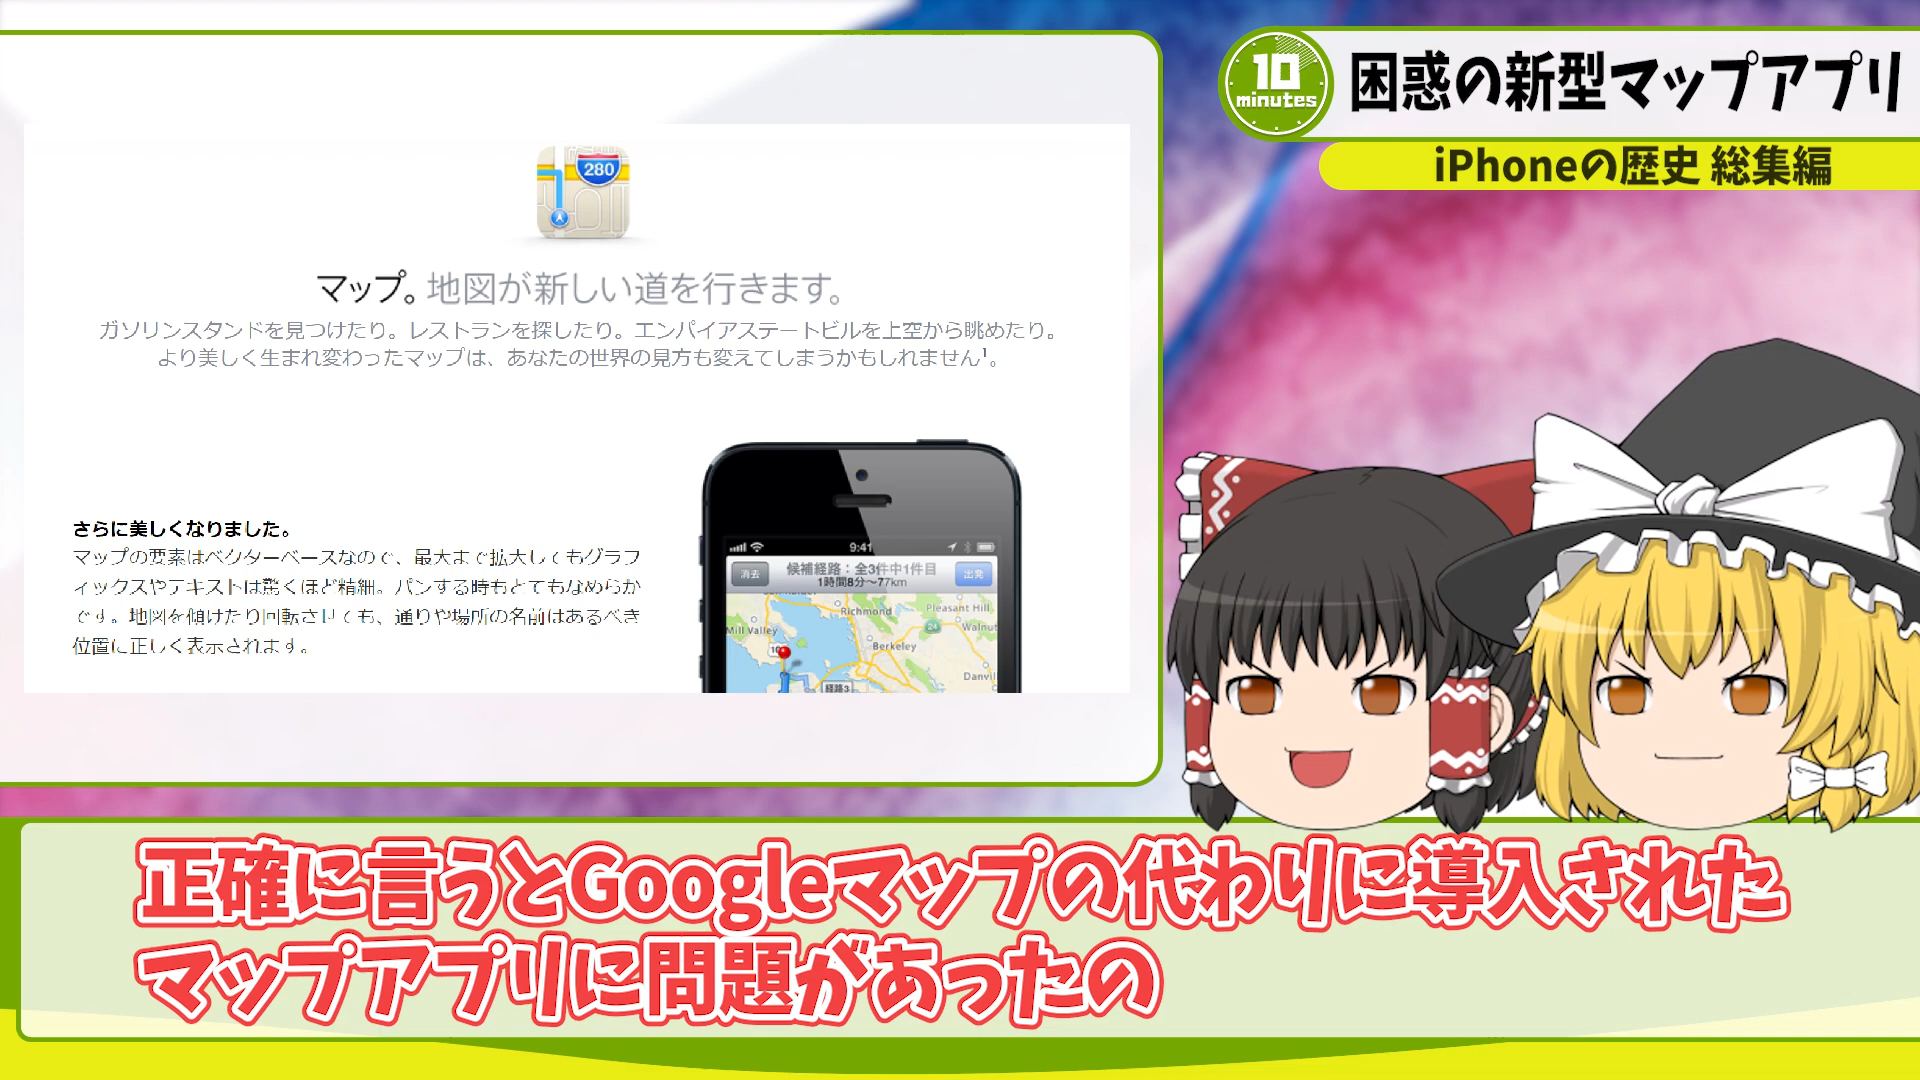 10
minutes
困惑の新型マップアプリ
iPhoneの歴史 総集編
280
マップ。地図が新しい道を行きます。
ガソリンスタンドを見つけたり。レストランを探したり。エンパイアステートビルを上空から眺めたり。
より美しく生まれ変わったマップは、あなたの世界の見方も変えてしまうかもしれません¹。
さらに美しくなりました。
マップの要素はベクターベースなので、最大まで拡大してもグラフ
ィックスやテキストは驚くほど精細。パンする時もとてもなめらか
です。地図を傾けたり回転させても、通りや場所の名前はあるべき
位置に正しく表示されます。
9:41
消去
候補経路：全3件中1件目
1時間8分〜77km
出発
Richmond
Pleasant Hill
Mill Valley
24
Walnut
Berkeley
Danvil
経路3
正確に言うとGoogleマップの代わりに導入された
マップアプリに問題があったの